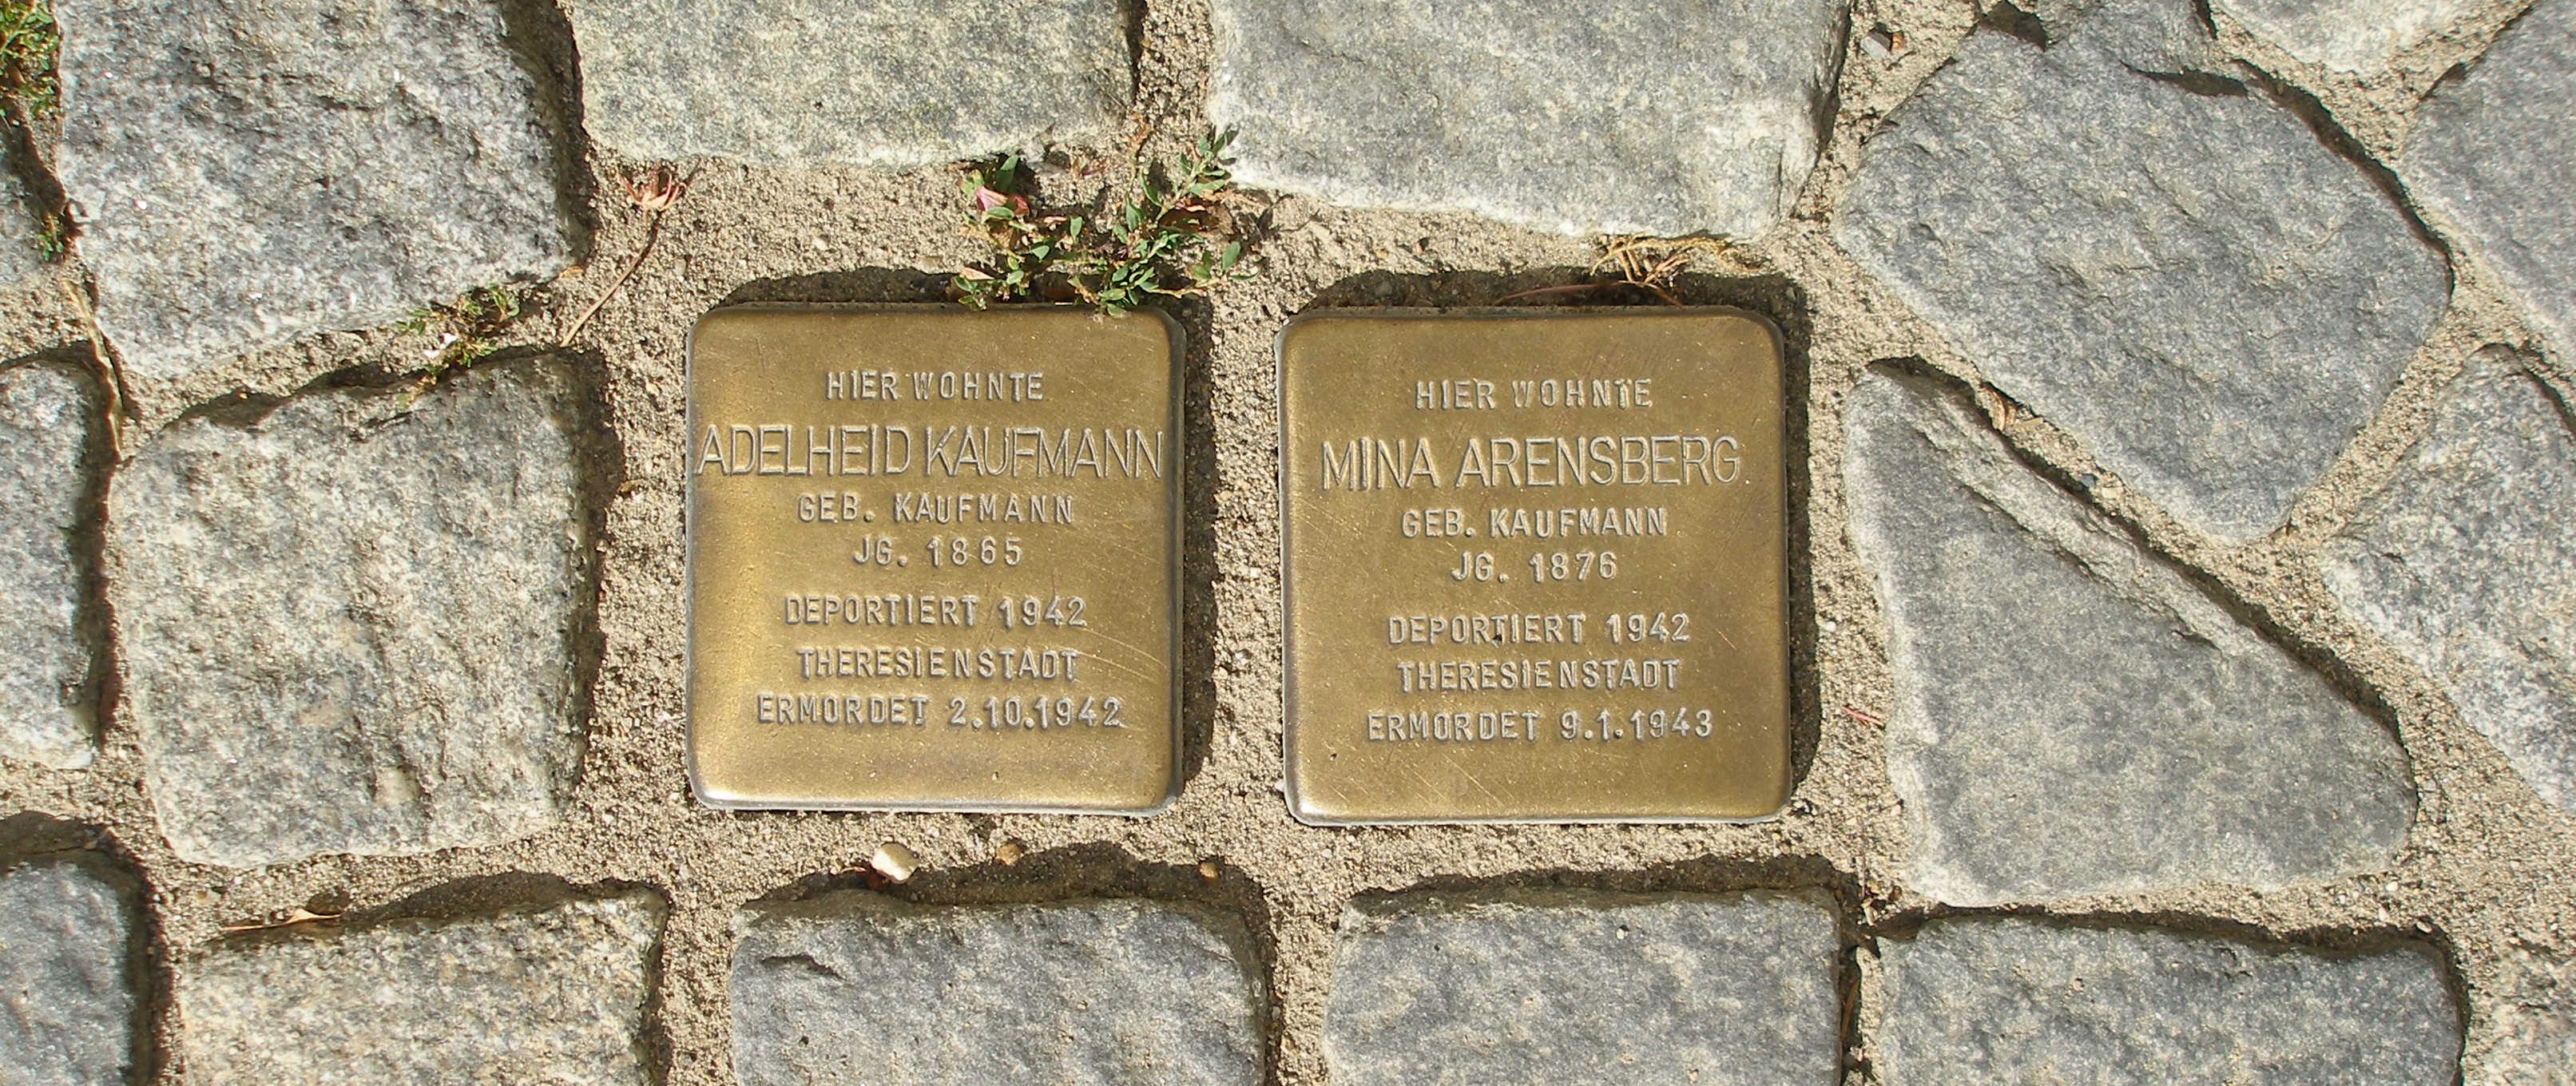 HIER WOHNTE
ADELHEID KAUFMANN
GEB. KAUFMANN
JG. 1865
DEPORTIERT 1942
THERESIENSTADT
ERMORDET 2.10.1942
HIER WOHNTE
MINA ARENSBERG
GEB. KAUFMANN
JG. 1876
DEPORTIERT 1942
THERESIENSTADT
ERMORDET 9.1.1943